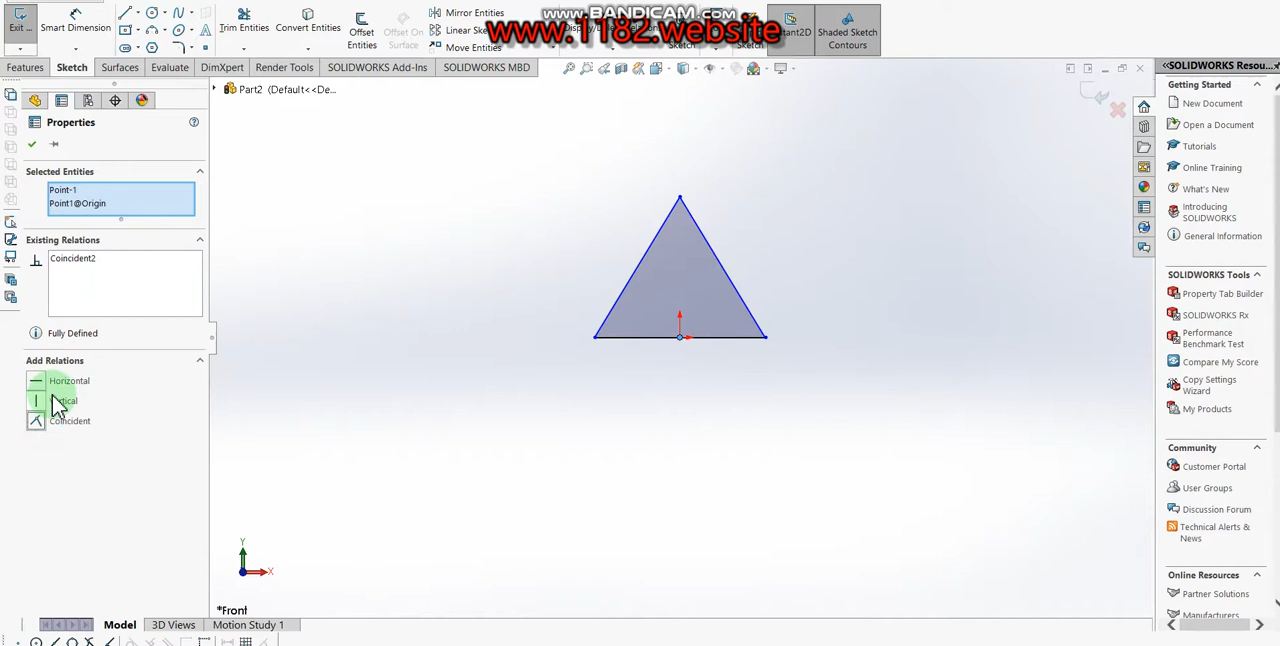 www.BANDICAM.com
www.1182.website
Exit ...
Smart Dimension
Trim Entities
Convert Entities
Offset
Entities
Offset On
Surface
Mirror Entities
Linear Sk
Move Entities
Sketch
Sketch
Instant2D
Shaded Sketch
Contours
Features
Sketch
Surfaces
Evaluate
DimXpert
Render Tools
SOLIDWORKS Add-Ins
SOLIDWORKS MBD
SOLIDWORKS Resou...
Part2 (Default<<De...
Properties
Selected Entities
Point-1
Point1@Origin
Existing Relations
Coincident2
Fully Defined
Add Relations
Horizontal
Vertical
Coincident
Y
X
*Front
Model
3D Views
Motion Study 1
Getting Started
New Document
Open a Document
Tutorials
Online Training
What's New
Introducing
SOLIDWORKS
General Information
SOLIDWORKS Tools
Property Tab Builder
SOLIDWORKS Rx
Performance
Benchmark Test
Compare My Score
Copy Settings
Wizard
My Products
Community
Customer Portal
User Groups
Discussion Forum
Technical Alerts &
News
Online Resources
Partner Solutions
Manufacturers